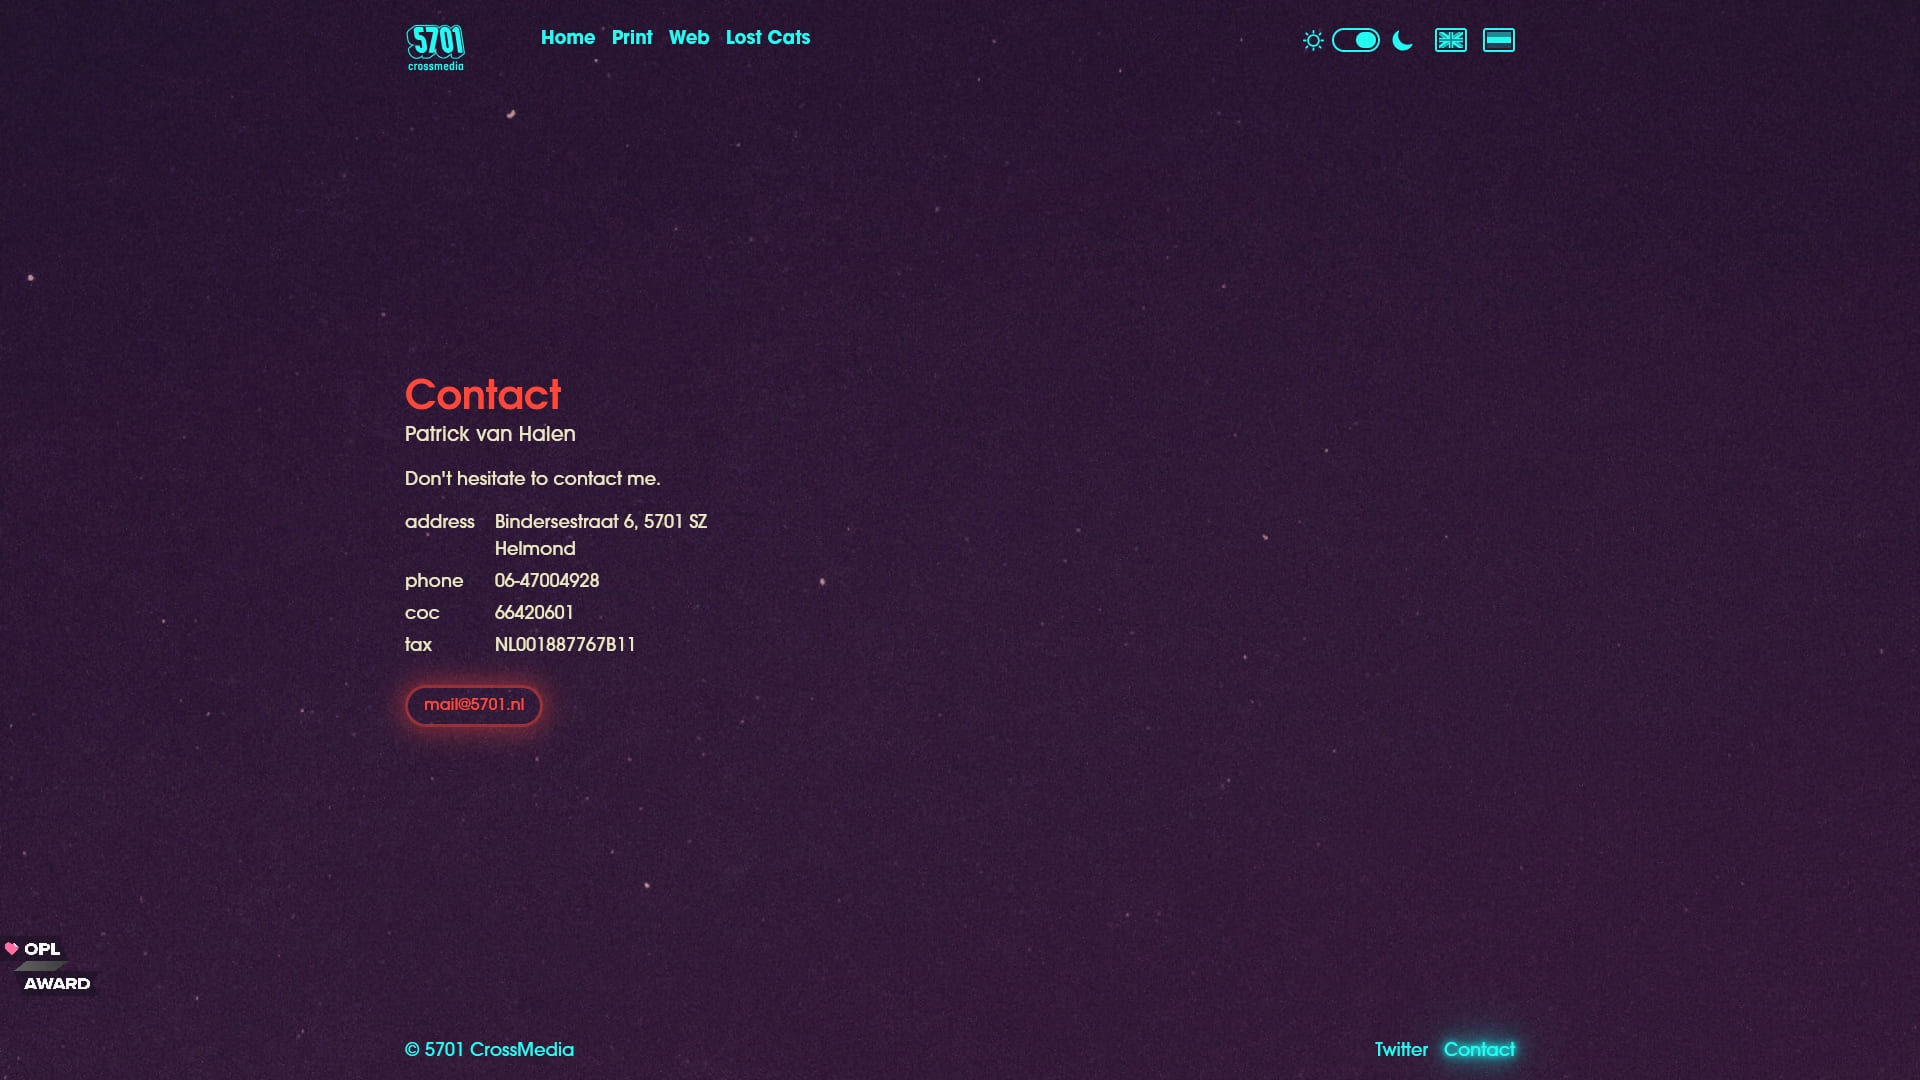 5701
crossmedia
Home Print Web Lost Cats
Contact
Patrick van Halen
Don't hesitate to contact me.
address Bindersestraat 6, 5701 SZ
Helmond
phone 06-47004928
coc 66420601
tax NL001887767B11
mail@5701.nl
OPL
AWARD
© 5701 CrossMedia
Twitter Contact